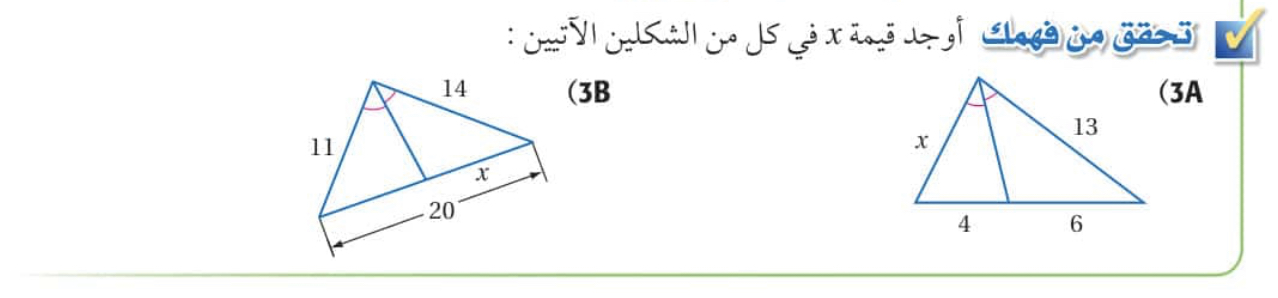 تحقق من فهمك أوجد قيمة x في كل من الشكلين الآتيين :
(3A
13
x
4
6
(3B
14
11
x
20